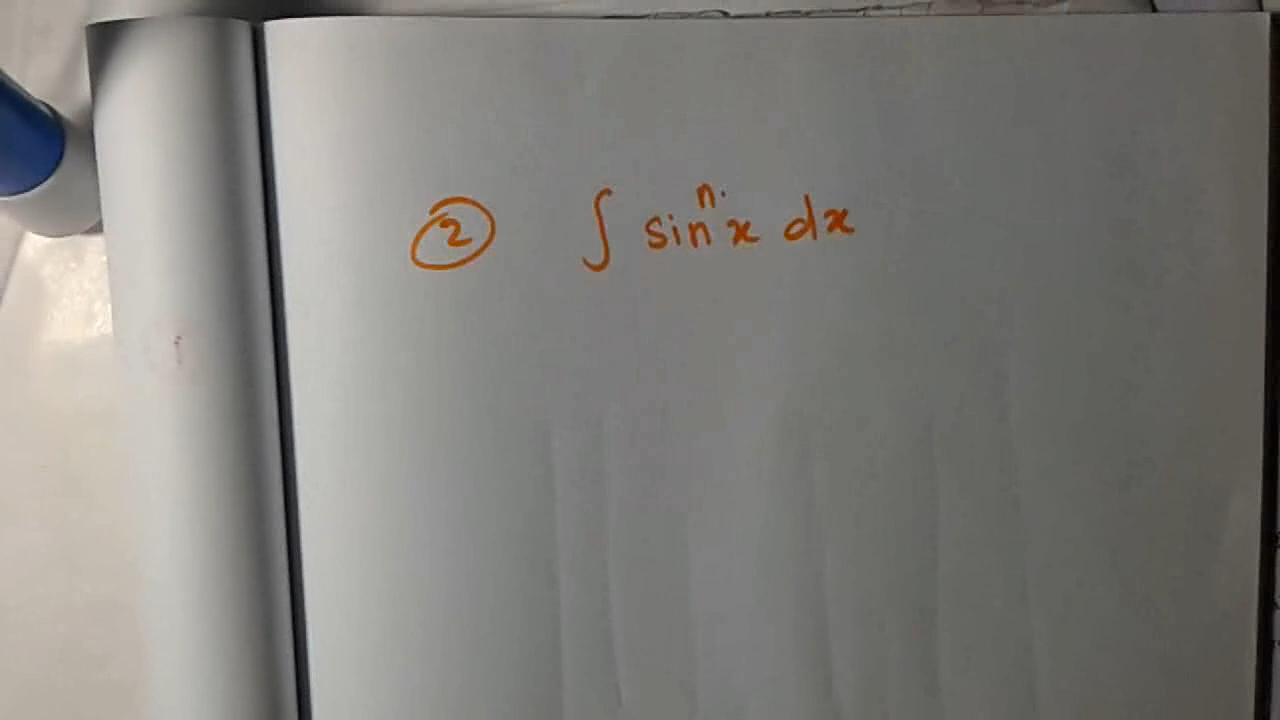 ② ∫ sinⁿx dx